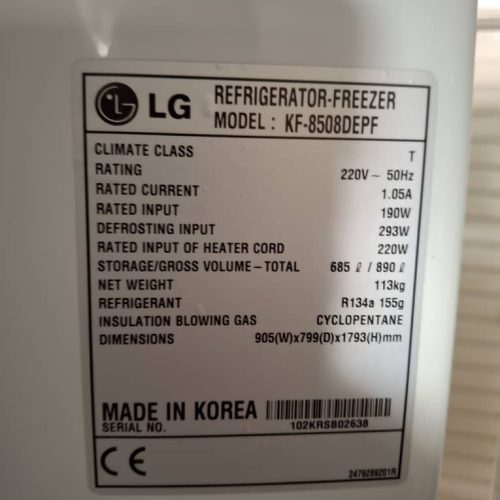 LG REFRIGERATOR-FREEZER
MODEL : KF-8508DEPF
CLIMATE CLASS T
RATING 220V ~ 50Hz
RATED CURRENT 1.05A
RATED INPUT 190W
DEFROSTING INPUT 293W
RATED INPUT OF HEATER CORD 220W
STORAGE/GROSS VOLUME – TOTAL 685 ℓ / 890 ℓ
NET WEIGHT 113kg
REFRIGERANT R134a 155g
INSULATION BLOWING GAS CYCLOPENTANE
DIMENSIONS 905(W)x799(D)x1793(H)mm
MADE IN KOREA
SERIAL NO. 102KRSB02638
CE
2479289201R